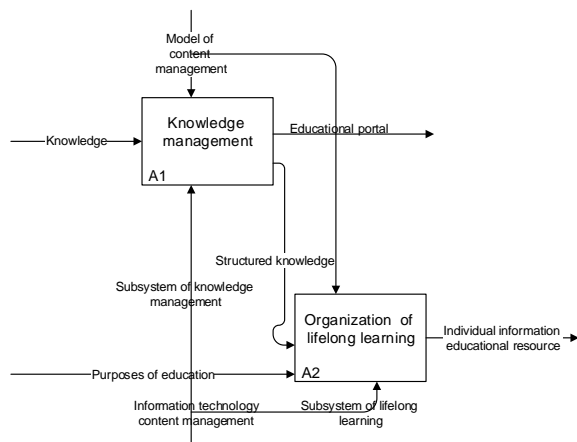 Model of
content
management
Knowledge
management
A1
Knowledge
Educational portal
Structured knowledge
Subsystem of knowledge
management
Organization of
lifelong learning
A2
Individual information
educational resource
Purposes of education
Information technology
content management
Subsystem of lifelong
learning